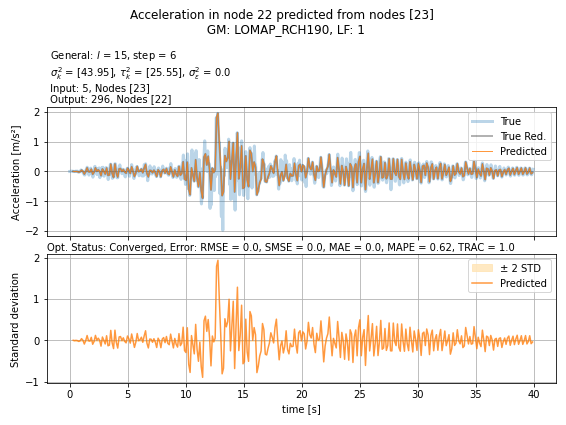 Acceleration in node 22 predicted from nodes [23]
GM: LOMAP_RCH190, LF: 1
General: l = 15, step = 6
σ²ₖ = [43.95], τ²ₖ = [25.55], σ²_ε = 0.0
Input: 5, Nodes [23]
Output: 296, Nodes [22]
Acceleration [m/s²]
2
1
0
−1
−2
True
True Red.
Predicted
Opt. Status: Converged, Error: RMSE = 0.0, SMSE = 0.0, MAE = 0.0, MAPE = 0.62, TRAC = 1.0
Standard deviation
2
1
0
−1
± 2 STD
Predicted
0 5 10 15 20 25 30 35 40
time [s]